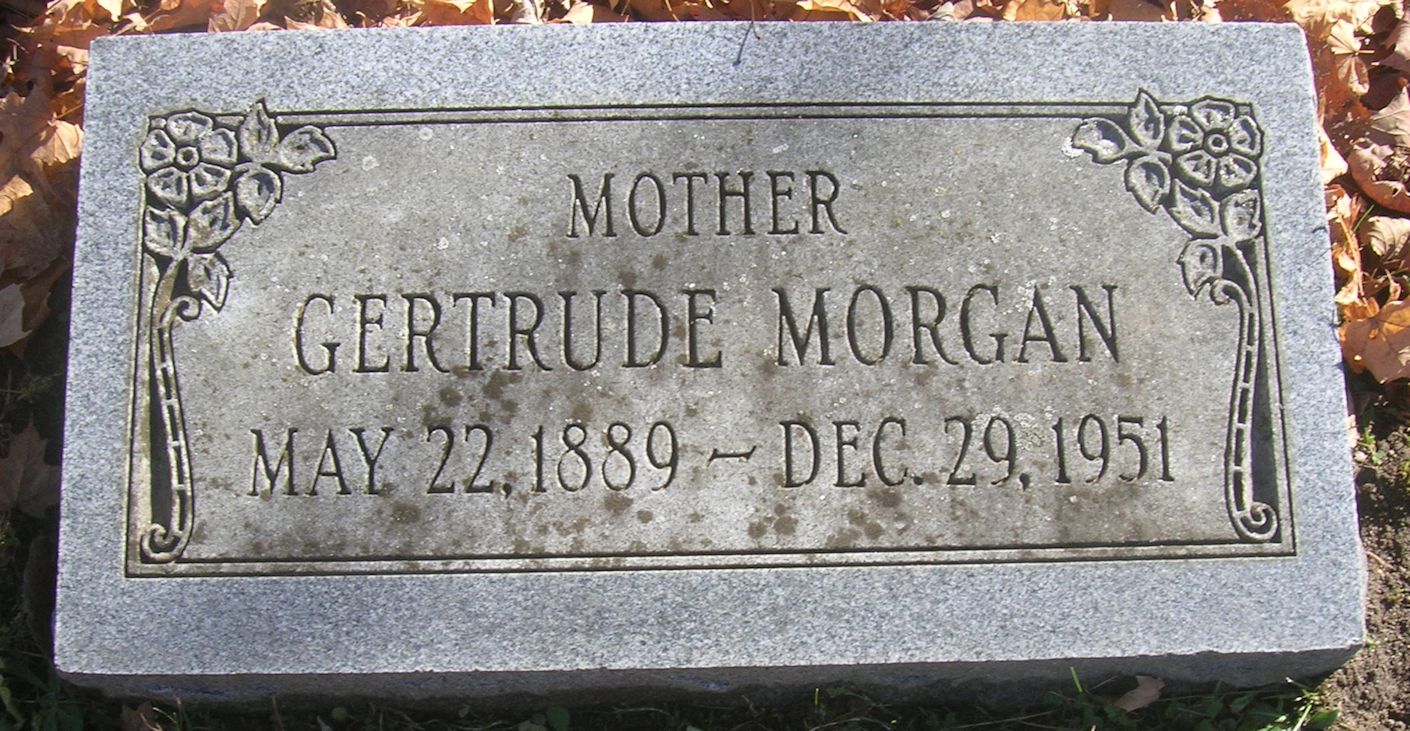 MOTHER
GERTRUDE MORGAN
MAY 22, 1889 – DEC. 29, 1951